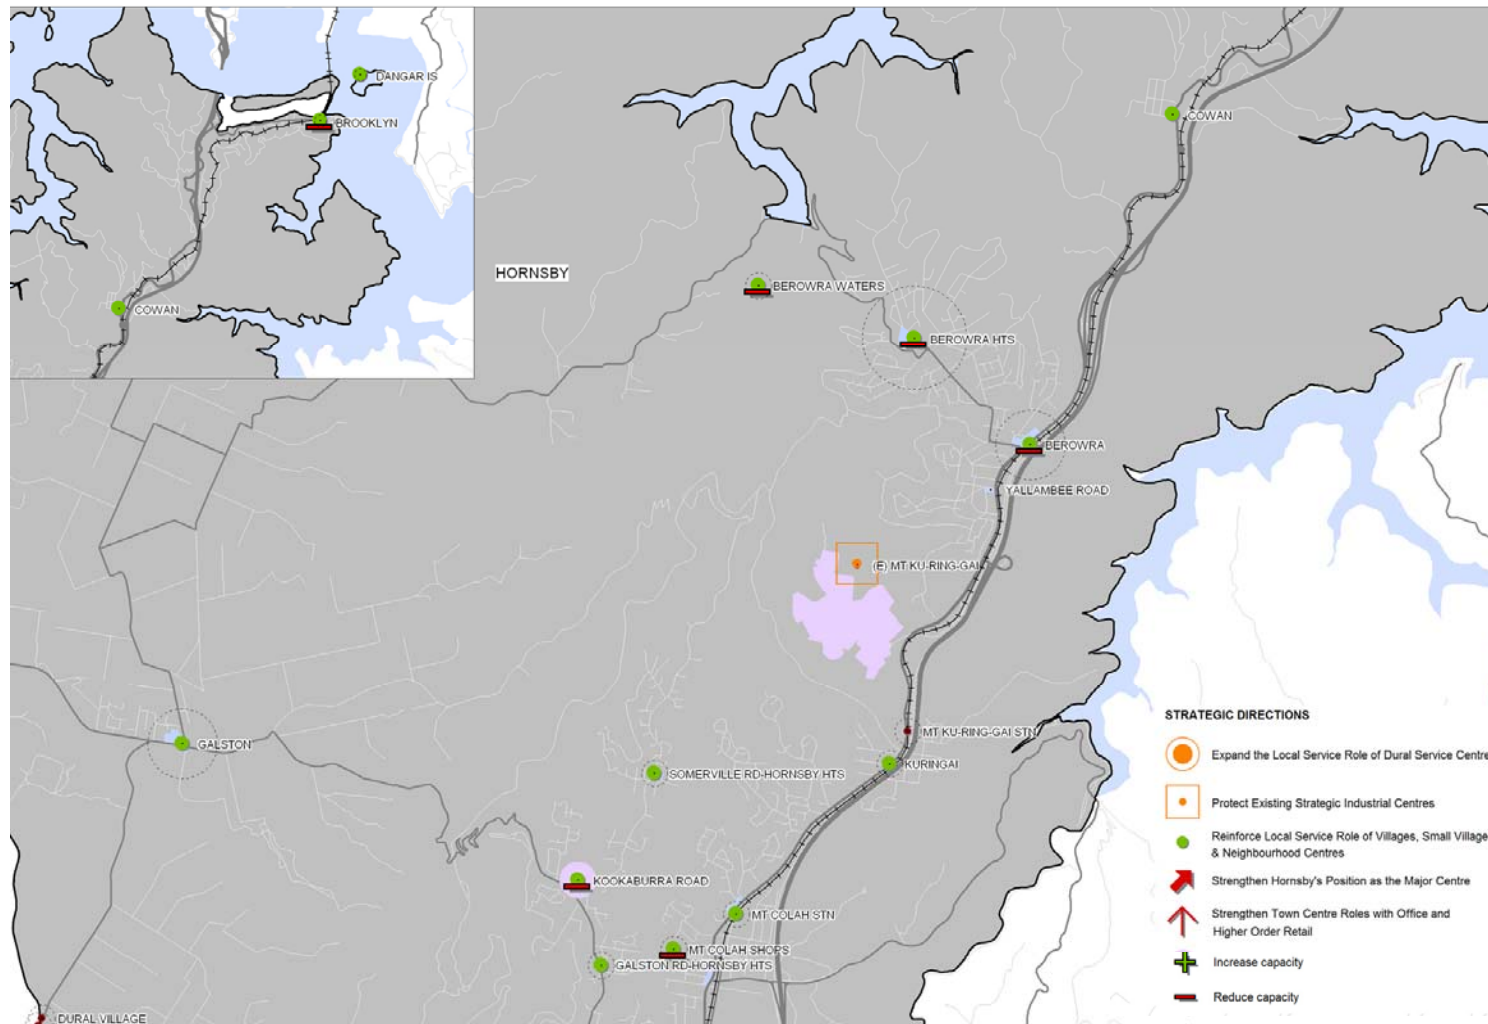 DANGAR IS
BROOKLYN
COWAN
COWAN
HORNSBY
BEROWRA WATERS
BEROWRA HTS
BEROWRA
YALLAMBEE ROAD
(E) MT KU-RING-GAI
MT KU-RING-GAI STN
KURINGAI
GALSTON
SOMERVILLE RD-HORNSBY HTS
KOOKABURRA ROAD
MT COLAH STN
MT COLAH SHOPS
GALSTON RD-HORNSBY HTS
DURAL VILLAGE
STRATEGIC DIRECTIONS
Expand the Local Service Role of Dural Service Centre
Protect Existing Strategic Industrial Centres
Reinforce Local Service Role of Villages, Small Village
& Neighbourhood Centres
Strengthen Hornsby's Position as the Major Centre
Strengthen Town Centre Roles with Office and
Higher Order Retail
Increase capacity
Reduce capacity